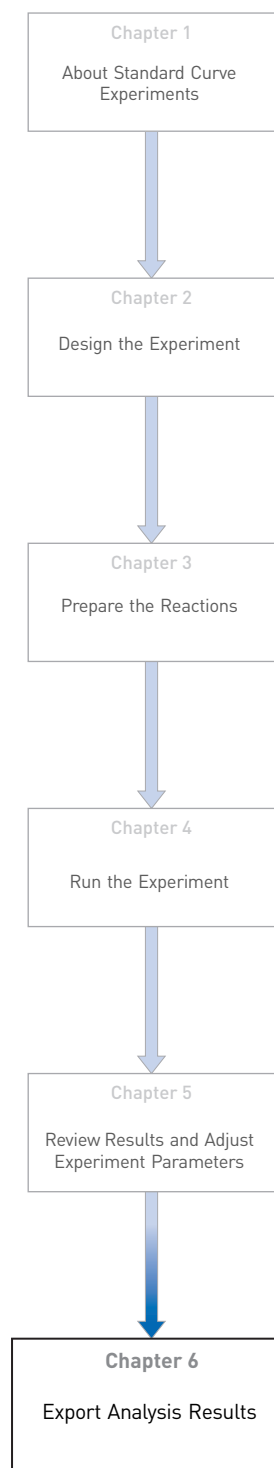 Chapter 1
About Standard Curve
Experiments
Chapter 2
Design the Experiment
Chapter 3
Prepare the Reactions
Chapter 4
Run the Experiment
Chapter 5
Review Results and Adjust
Experiment Parameters
Chapter 6
Export Analysis Results